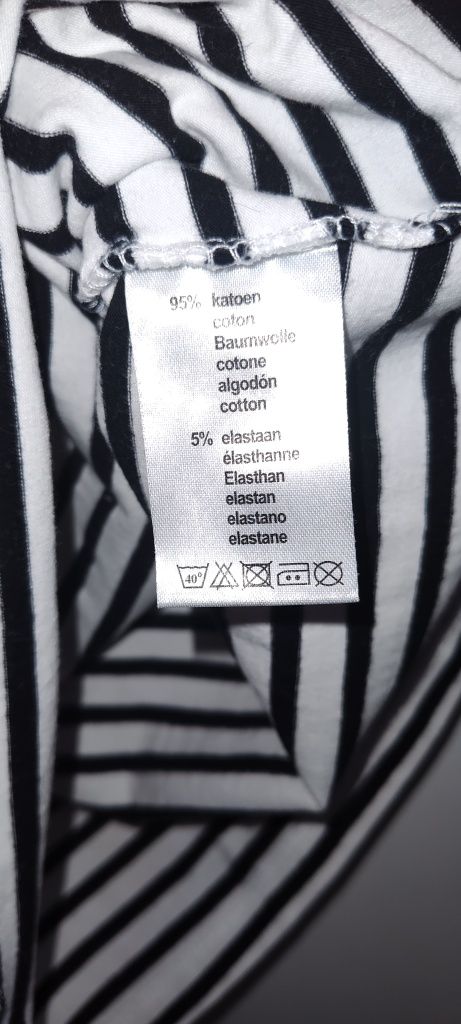 95% katoen
coton
Baumwolle
cotone
algodón
cotton
5% elastaan
élasthanne
Elasthan
elastan
elastano
elastane
40°